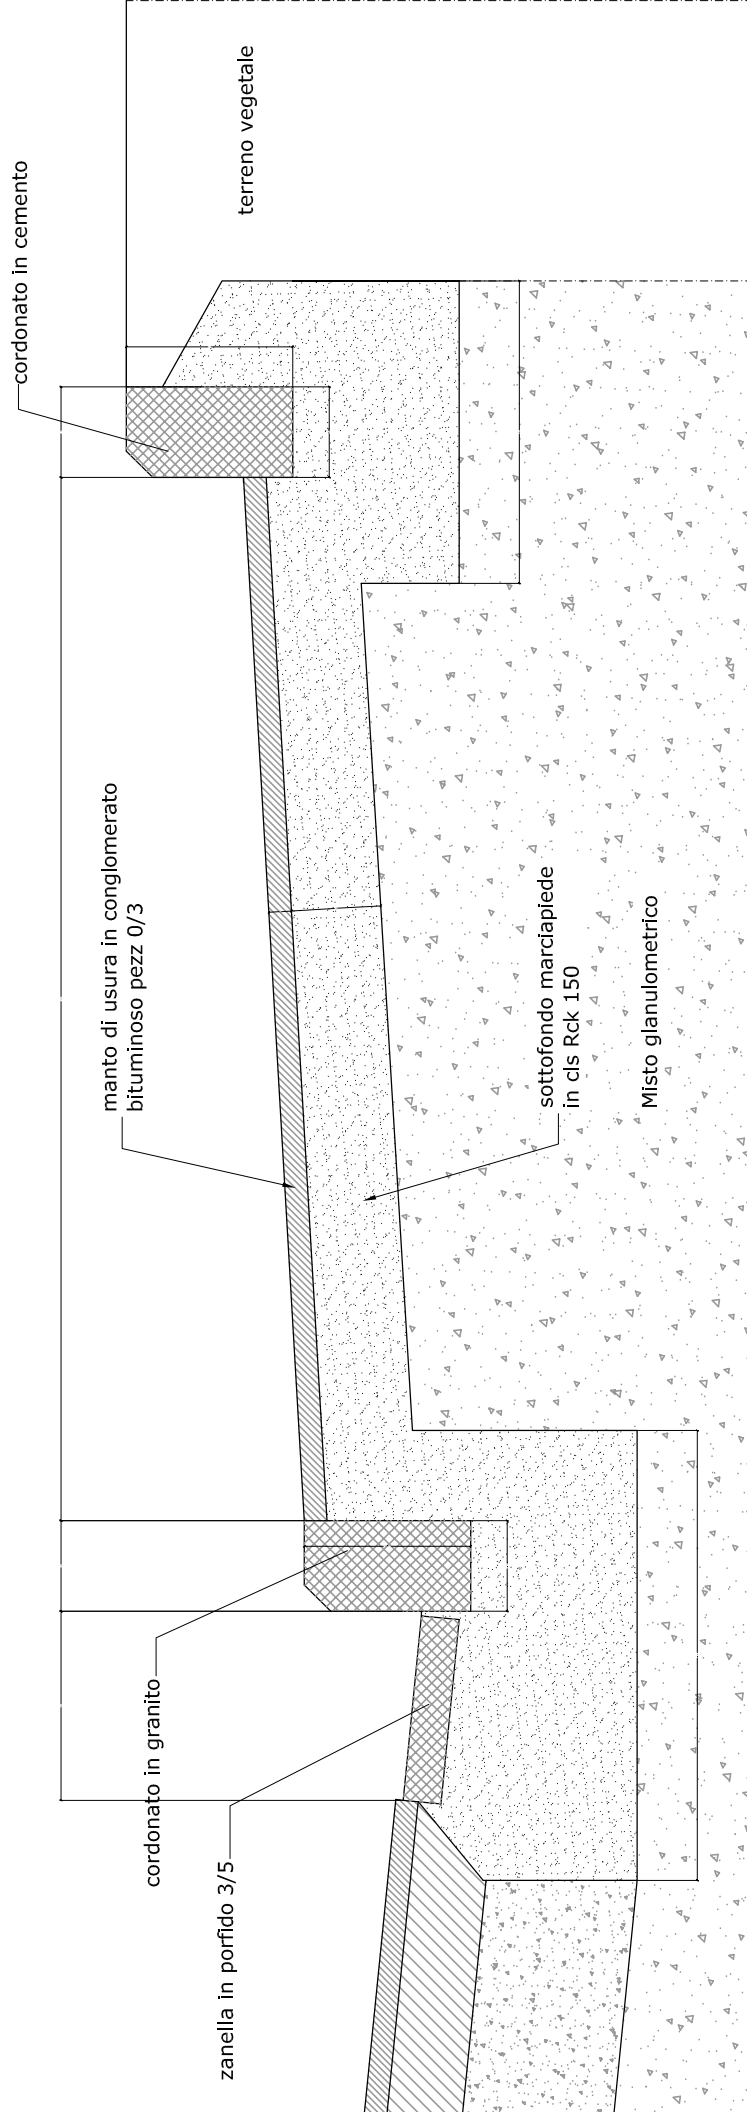 zanella in porfido 3/5
cordonato in granito
manto di usura in conglomerato
bituminoso pezz 0/3
sottofondo marciapiede
in cls Rck 150
Misto glanulometrico
cordonato in cemento
terreno vegetale